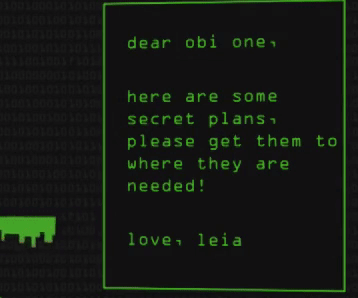 dear obi one,
here are some
secret plans,
please get them to
where they are
needed!
love, leia